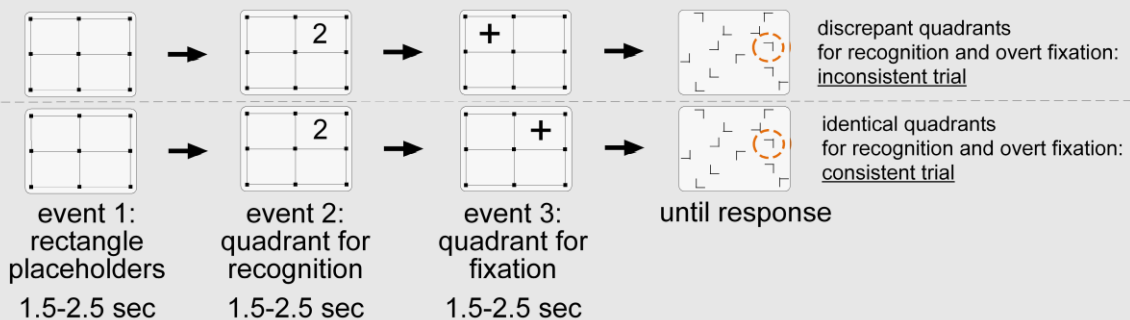 2
+
discrepant quadrants
for recognition and overt fixation:
inconsistent trial
2
+
identical quadrants
for recognition and overt fixation:
consistent trial
event 1:
rectangle
placeholders
1.5-2.5 sec
event 2:
quadrant for
recognition
1.5-2.5 sec
event 3:
quadrant for
fixation
1.5-2.5 sec
until response